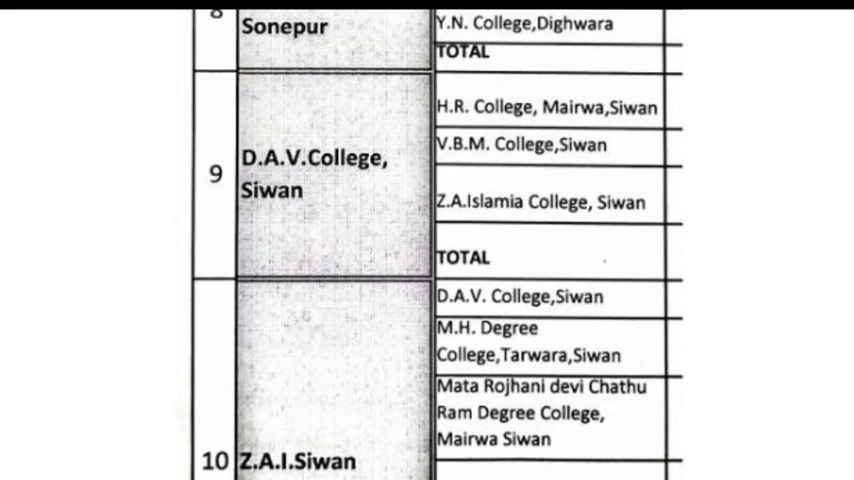 8
Sonepur
Y.N. College,Dighwara
TOTAL
9
D.A.V.College,
Siwan
H.R. College, Mairwa,Siwan
V.B.M. College,Siwan
Z.A.Islamia College, Siwan
TOTAL
10
Z.A.I.Siwan
D.A.V. College,Siwan
M.H. Degree
College,Tarwara,Siwan
Mata Rojhani devi Chathu
Ram Degree College,
Mairwa Siwan